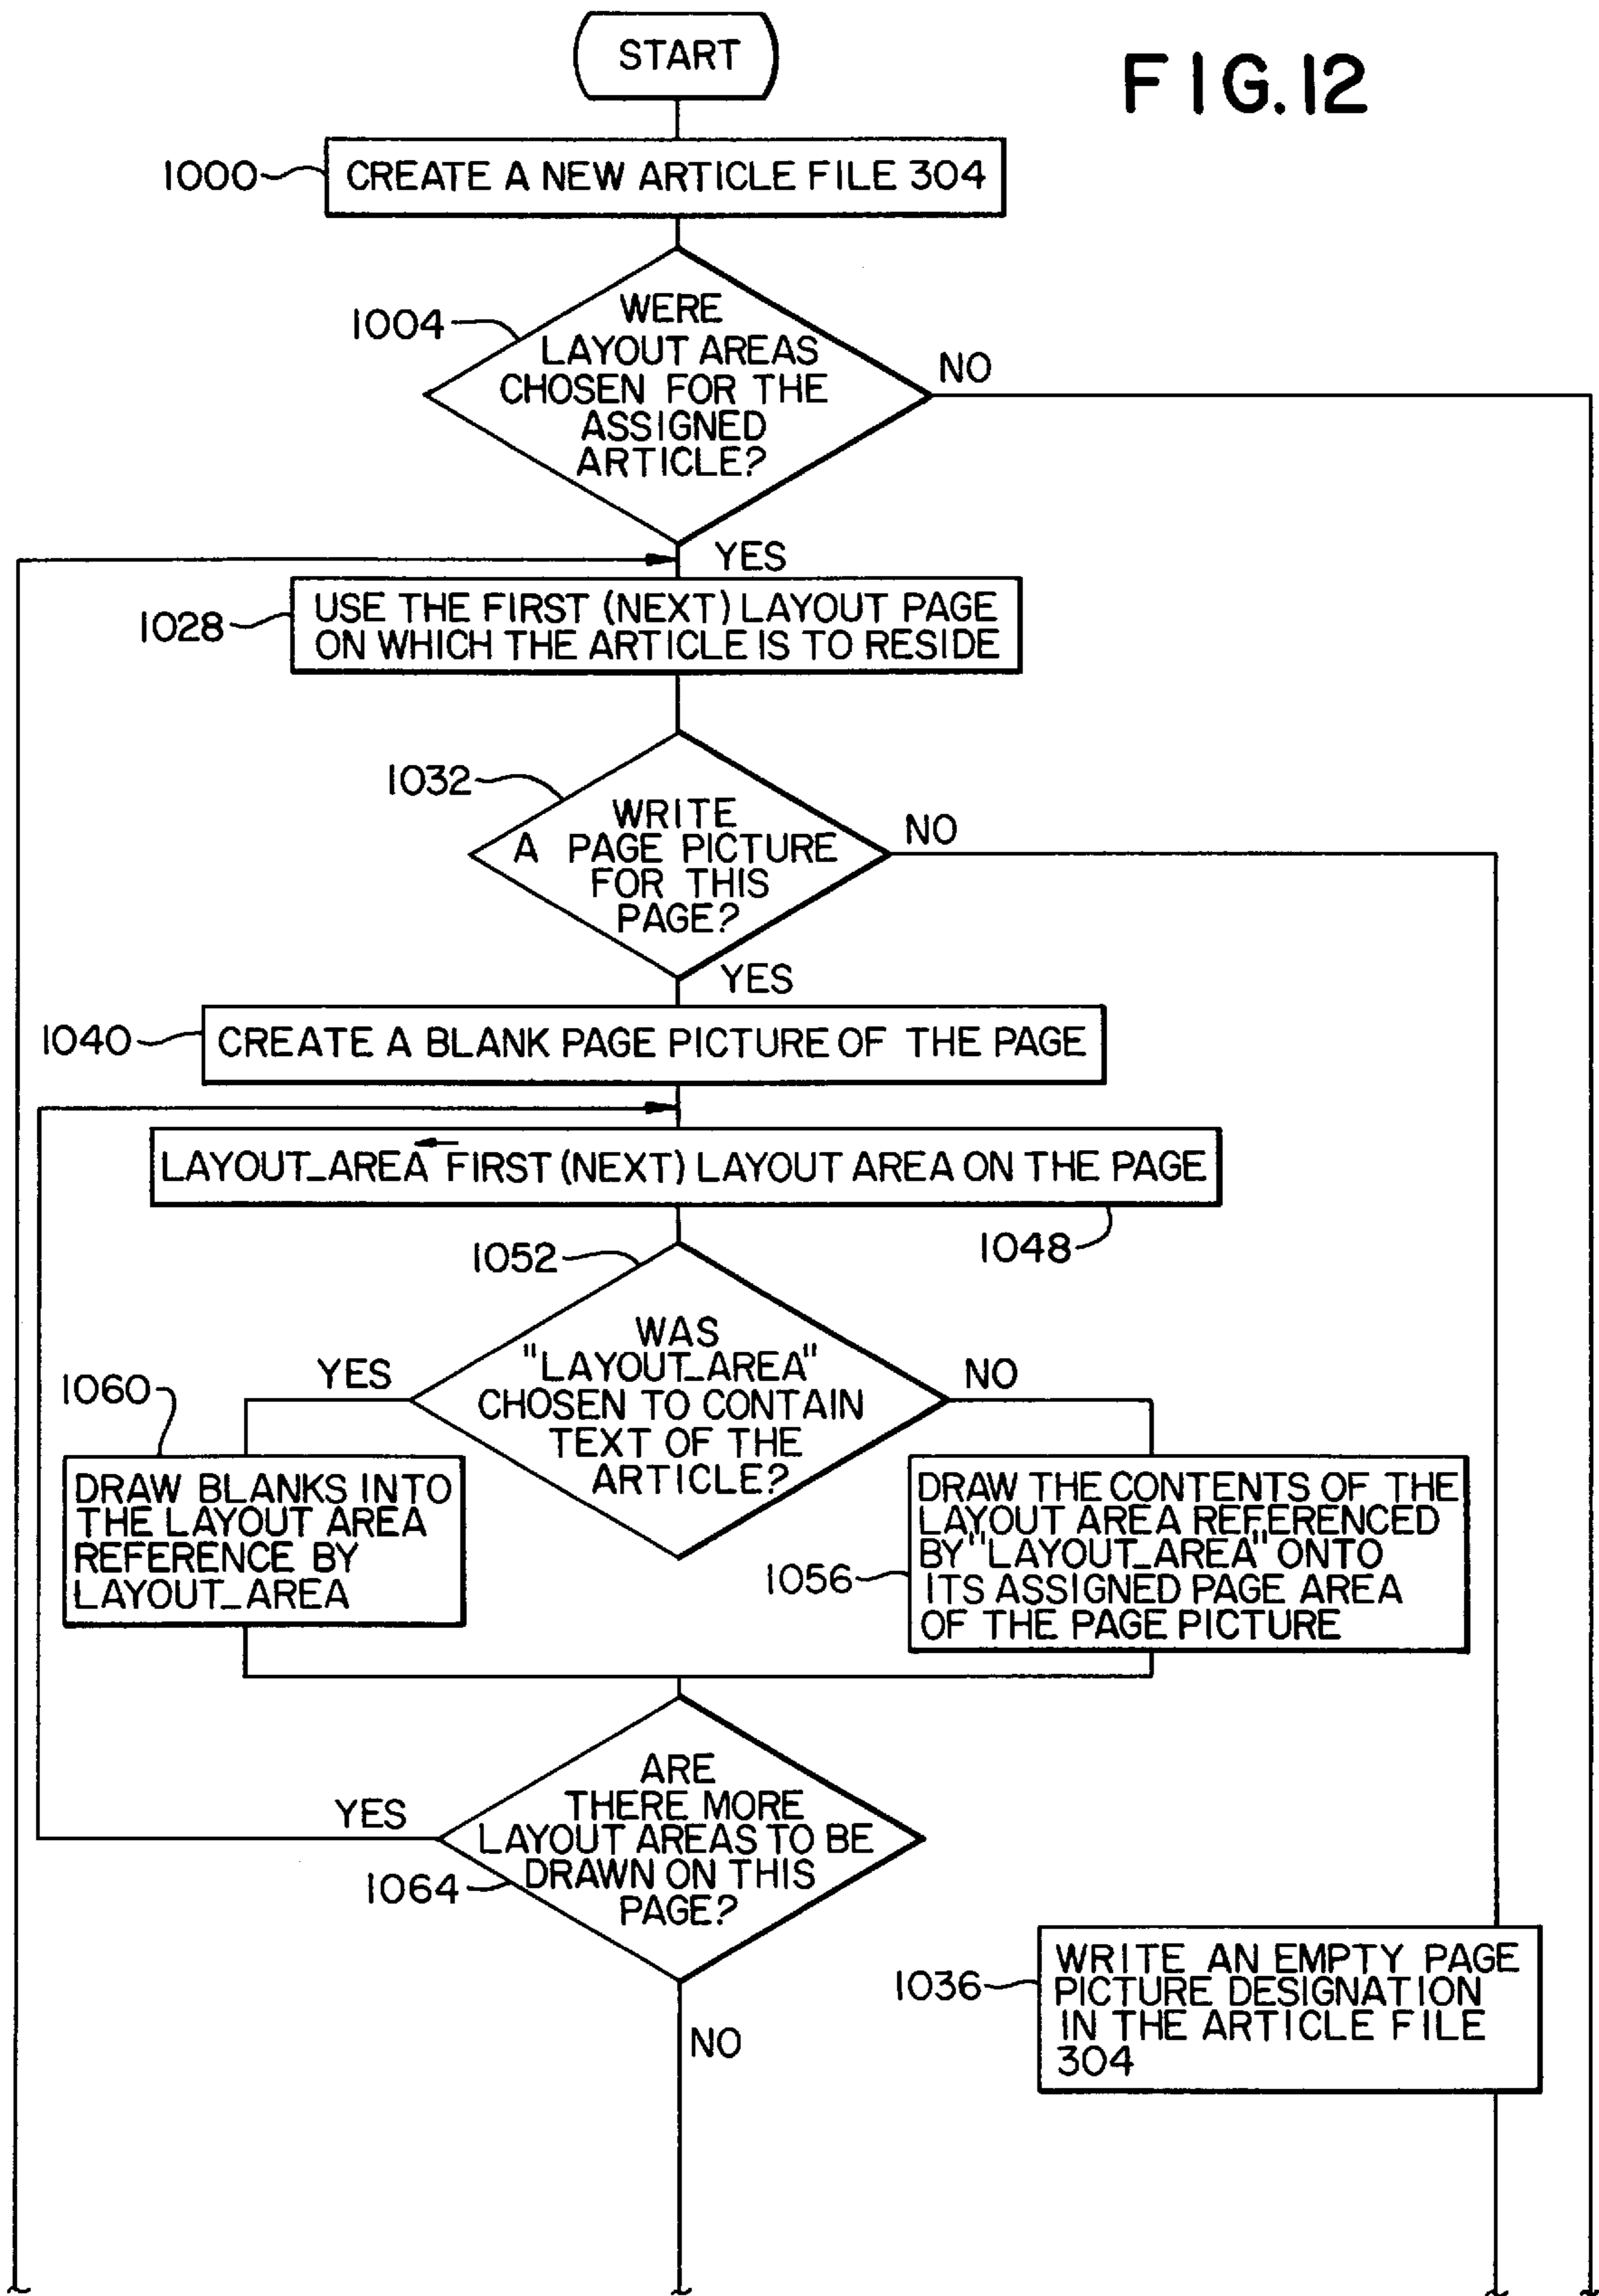 START
FIG.12
1000
CREATE A NEW ARTICLE FILE 304
1004
WERE
LAYOUT AREAS
CHOSEN FOR THE
ASSIGNED
ARTICLE?
NO
YES
1028
USE THE FIRST (NEXT) LAYOUT PAGE
ON WHICH THE ARTICLE IS TO RESIDE
1032
WRITE
A PAGE PICTURE
FOR THIS
PAGE?
NO
YES
1040
CREATE A BLANK PAGE PICTURE OF THE PAGE
LAYOUT_AREA ← FIRST (NEXT) LAYOUT AREA ON THE PAGE
1048
1052
WAS
"LAYOUT_AREA"
CHOSEN TO CONTAIN
TEXT OF THE
ARTICLE?
YES
NO
1060
DRAW BLANKS INTO
THE LAYOUT AREA
REFERENCE BY
LAYOUT_AREA
1056
DRAW THE CONTENTS OF THE
LAYOUT AREA REFERENCED
BY "LAYOUT_AREA" ONTO
ITS ASSIGNED PAGE AREA
OF THE PAGE PICTURE
ARE
THERE MORE
LAYOUT AREAS TO BE
DRAWN ON THIS
PAGE?
YES
1064
NO
1036
WRITE AN EMPTY PAGE
PICTURE DESIGNATION
IN THE ARTICLE FILE
304